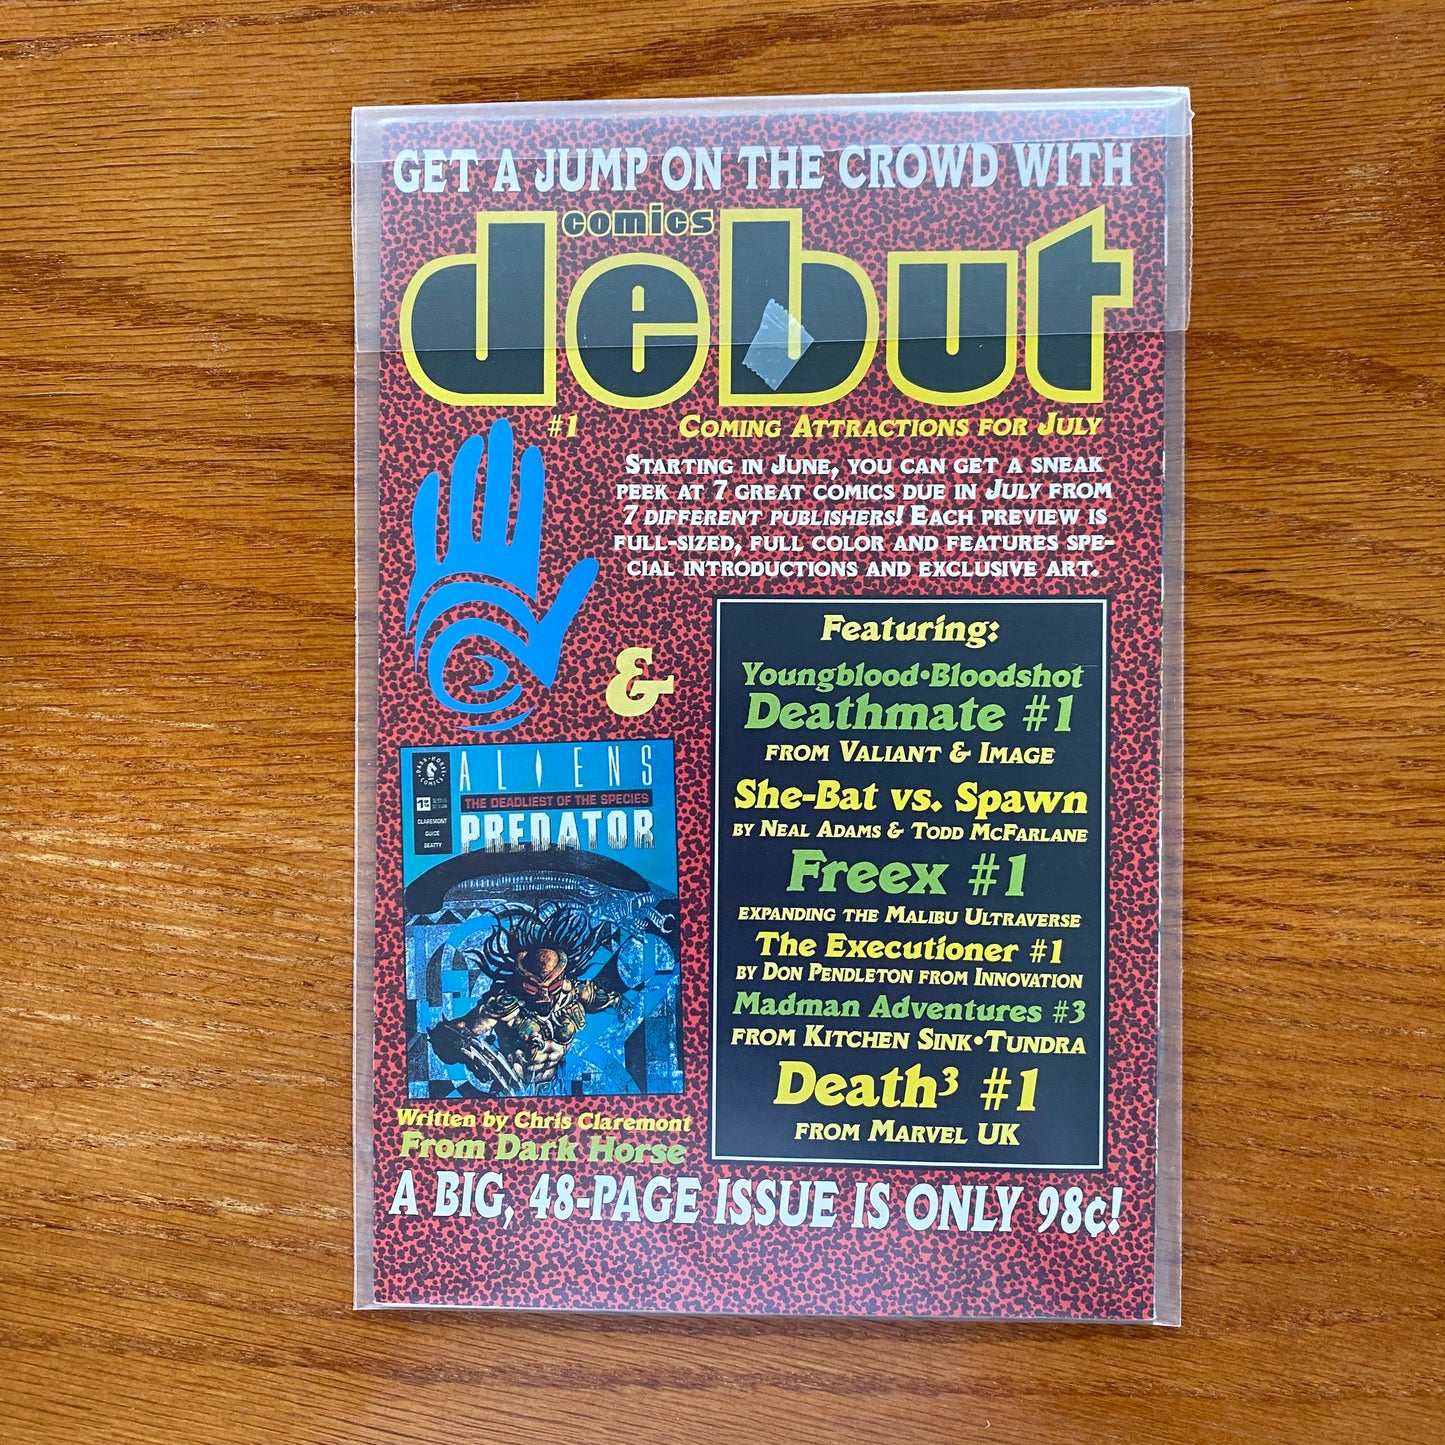 GET A JUMP ON THE CROWD WITH
comics
debut
#1
COMING ATTRACTIONS FOR JULY
STARTING IN JUNE, YOU CAN GET A SNEAK
PEEK AT 7 GREAT COMICS DUE IN JULY FROM
7 DIFFERENT PUBLISHERS! EACH PREVIEW IS
FULL-SIZED, FULL COLOR AND FEATURES SPE-
CIAL INTRODUCTIONS AND EXCLUSIVE ART.
&
ALIENS
THE DEADLIEST OF THE SPECIES
PREDATOR
DARK HORSE COMICS
CLAREMONT
GUICE
BEATTY
Written by Chris Claremont
From Dark Horse
Featuring:
Youngblood•Bloodshot
Deathmate #1
FROM VALIANT & IMAGE
She-Bat vs. Spawn
BY NEAL ADAMS & TODD MCFARLANE
Freex #1
EXPANDING THE MALIBU ULTRAVERSE
The Executioner #1
BY DON PENDLETON FROM INNOVATION
Madman Adventures #3
FROM KITCHEN SINK•TUNDRA
Death³ #1
FROM MARVEL UK
A BIG, 48-PAGE ISSUE IS ONLY 98¢!